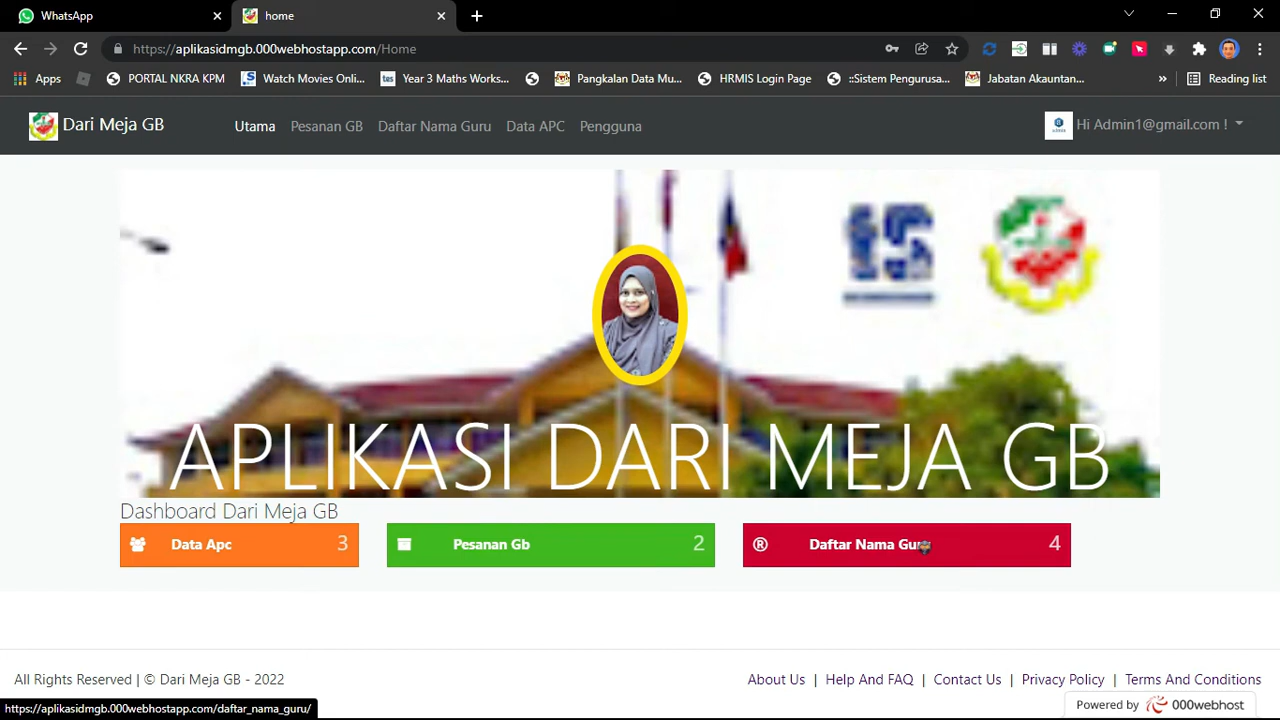 WhatsApp
home
https://aplikasidmgb.000webhostapp.com/Home
Apps
PORTAL NKRA KPM
Watch Movies Onlin...
Year 3 Maths Works...
Pangkalan Data Mu...
HRMIS Login Page
::Sistem Pengurusa...
Jabatan Akauntan...
»
Reading list
Dari Meja GB
Utama
Pesanan GB
Daftar Nama Guru
Data APC
Pengguna
Hi Admin1@gmail.com !
APLIKASI DARI MEJA GB
Dashboard Dari Meja GB
Data Apc 3
Pesanan Gb 2
Daftar Nama Guru 4
All Rights Reserved | © Dari Meja GB - 2022
About Us | Help And FAQ | Contact Us | Privacy Policy | Terms And Conditions
https://aplikasidmgb.000webhostapp.com/daftar_nama_guru/
Powered by 000webhost